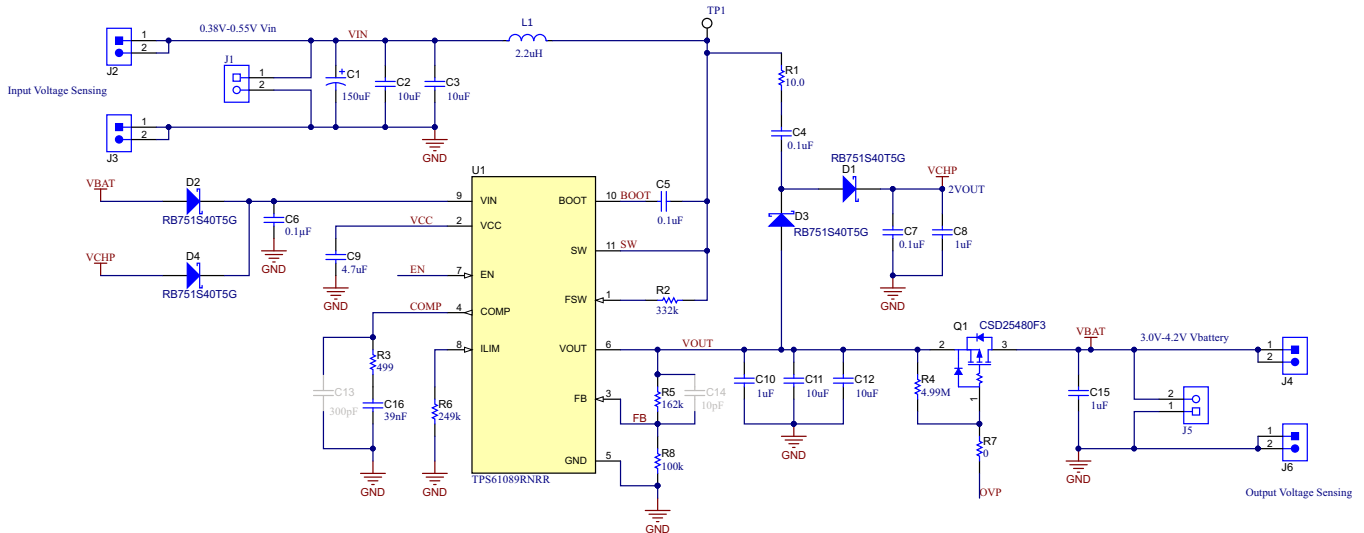 TP1
L1
2.2uH
0.38V-0.55V Vin
VIN
1
2
J2
J1
1
2
C1
150uF
C2
10uF
C3
10uF
+
Input Voltage Sensing
1
2
J3
GND
R1
10.0
C4
0.1uF
RB751S40T5G
D1
VCHP
2VOUT
D3
RB751S40T5G
C7
0.1uF
C8
1uF
GND
VBAT
D2
RB751S40T5G
C6
0.1µF
GND
VCHP
D4
RB751S40T5G
VCC
C9
4.7uF
GND
EN
COMP
U1
9
VIN
2
VCC
7
EN
4
COMP
8
ILIM
BOOT
10
BOOT
SW
11
SW
FSW
1
VOUT
6
VOUT
FB
3
FB
GND
5
TPS61089RNRR
C5
0.1uF
R2
332k
C13
300pF
R3
499
C16
39nF
GND
R6
249k
GND
R5
162k
C14
10pF
R8
100k
GND
C10
1uF
C11
10uF
C12
10uF
GND
Q1
CSD25480F3
2
3
1
R4
4.99M
R7
0
OVP
VBAT
3.0V-4.2V Vbattery
C15
1uF
GND
2
1
J5
1
2
J4
1
2
J6
Output Voltage Sensing